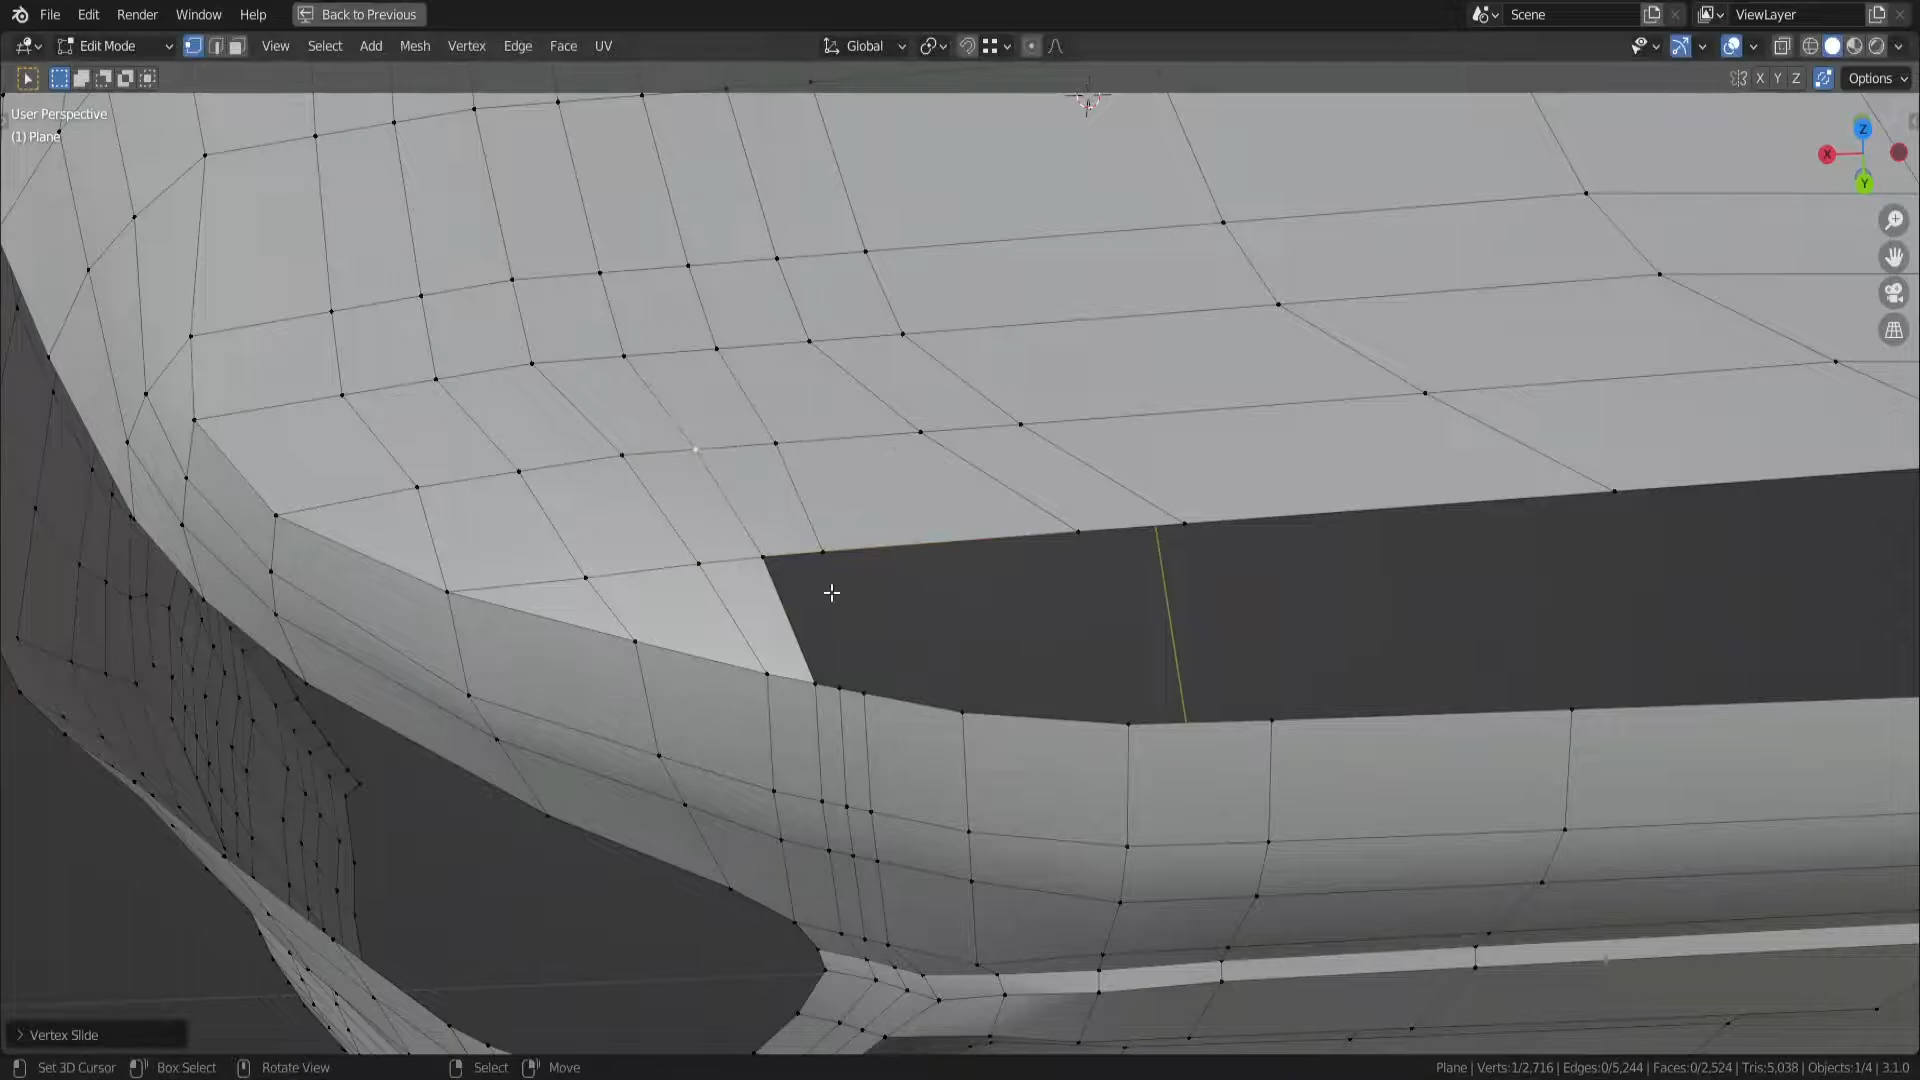 File Edit Render Window Help Back to Previous Scene ViewLayer
Edit Mode View Select Add Mesh Vertex Edge Face UV Global
X Y Z Options
User Perspective
(1) Plane
Z
X
Y
Vertex Slide
Set 3D Cursor Box Select Rotate View Select Move Plane | Verts:1/2,716 | Edges:0/5,244 | Faces:0/2,524 | Tris:5,038 | Objects:1/4 | 3.1.0